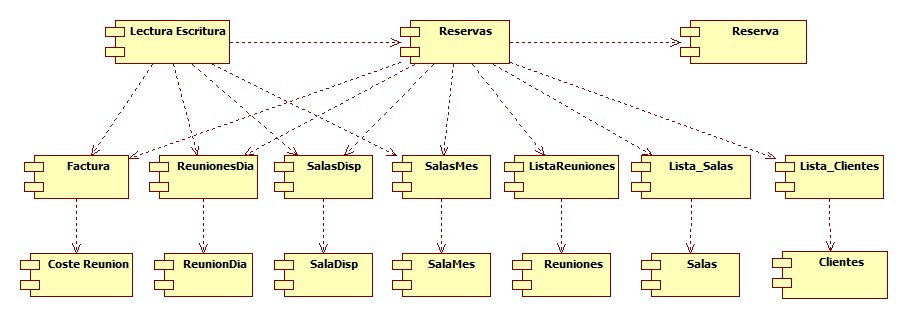 Lectura Escritura
Reservas
Reserva
Factura
ReunionesDia
SalasDisp
SalasMes
ListaReuniones
Lista_Salas
Lista_Clientes
Coste Reunion
ReunionDia
SalaDisp
SalaMes
Reuniones
Salas
Clientes